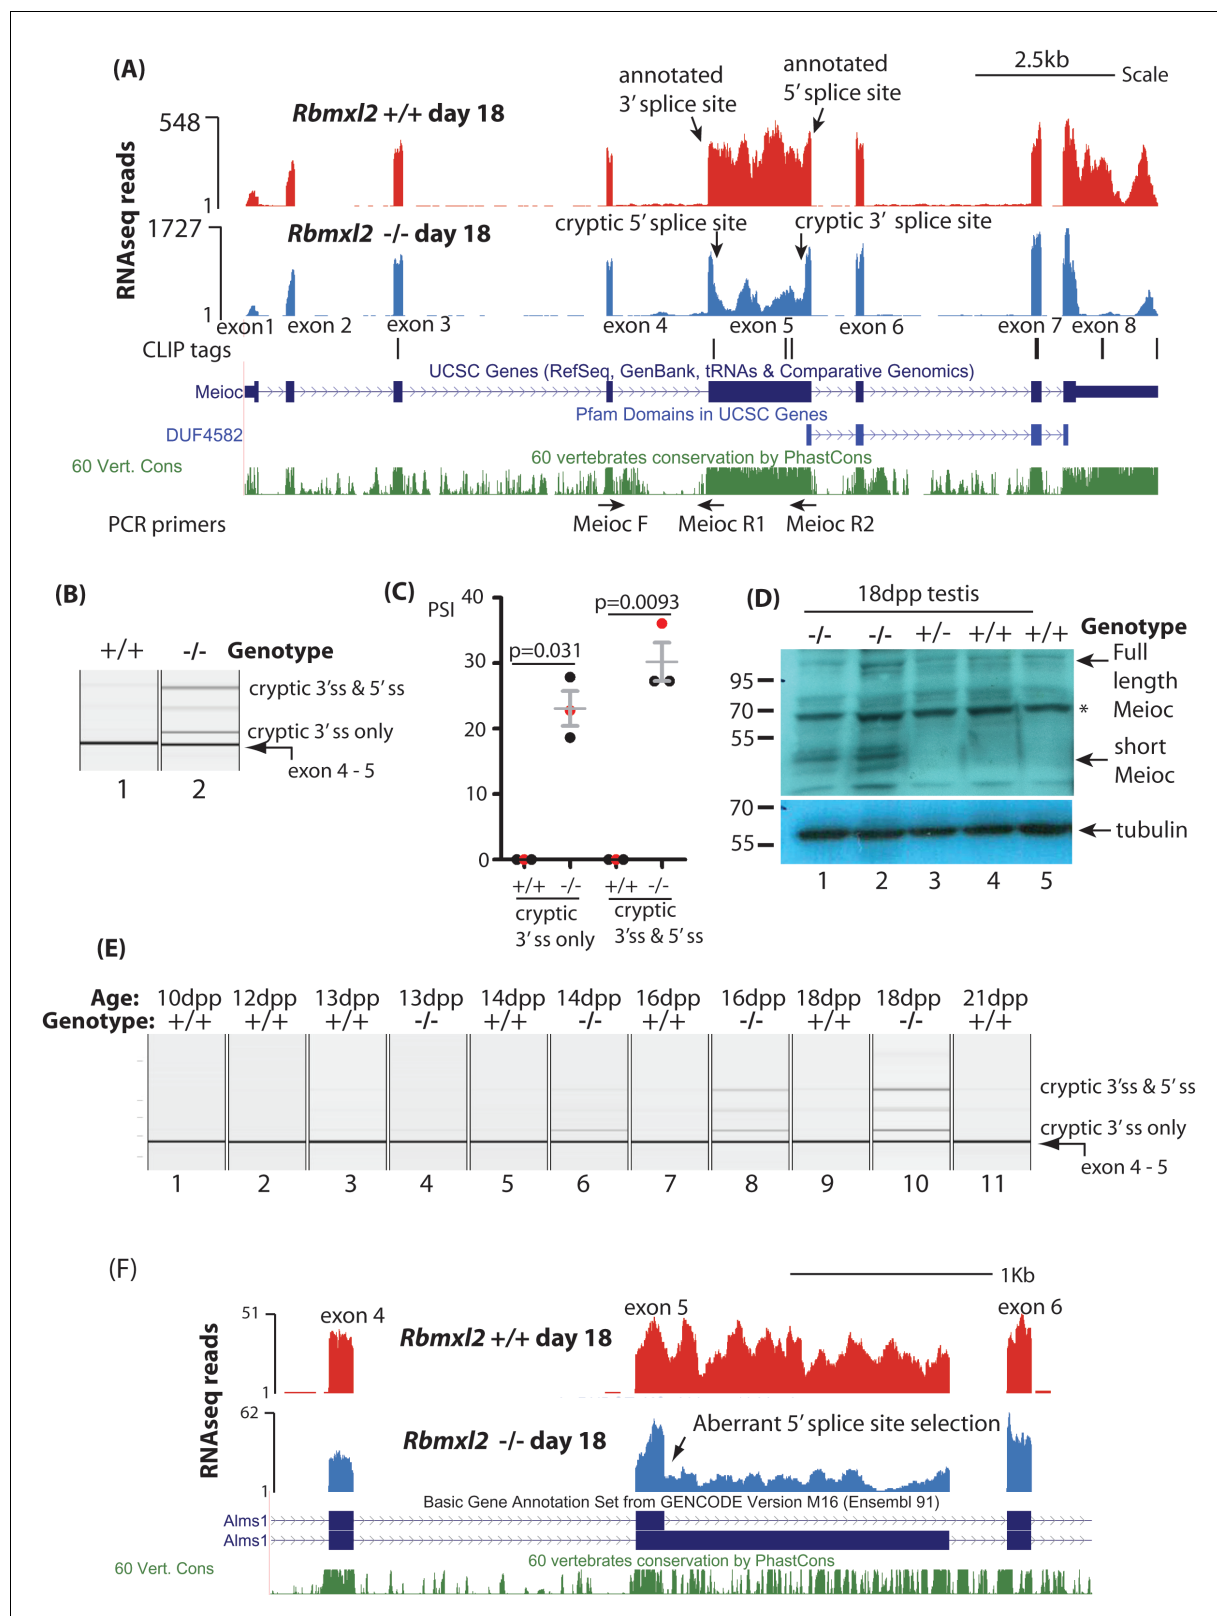 (A)
2.5kb
Scale
annotated
3' splice site
annotated
5' splice site
Rbmxl2 +/+ day 18
548
1
RNAseq reads
Rbmxl2 -/- day 18
1727
1
cryptic 5' splice site
cryptic 3' splice site
exon1 exon 2 exon 3 exon 4 exon 5 exon 6 exon 7 exon 8
CLIP tags
UCSC Genes (RefSeq, GenBank, tRNAs & Comparative Genomics)
Meioc
Pfam Domains in UCSC Genes
DUF4582
60 vertebrates conservation by PhastCons
60 Vert. Cons
PCR primers
Meioc F Meioc R1 Meioc R2
(B)
+/+ -/- Genotype
cryptic 3'ss & 5' ss
cryptic 3' ss only
exon 4 - 5
1 2
(C)
PSI
40
30
20
10
0
p=0.031
p=0.0093
+/+ -/- +/+ -/-
cryptic
3' ss only
cryptic
3'ss & 5' ss
(D)
18dpp testis
-/- -/- +/- +/+ +/+ Genotype
Full
length
Meioc
*
short
Meioc
95
70
55
70
55
tubulin
1 2 3 4 5
(E)
Age: 10dpp 12dpp 13dpp 13dpp 14dpp 14dpp 16dpp 16dpp 18dpp 18dpp 21dpp
Genotype: +/+ +/+ +/+ -/- +/+ -/- +/+ -/- +/+ -/- +/+
cryptic 3'ss & 5' ss
cryptic 3' ss only
exon 4 - 5
1 2 3 4 5 6 7 8 9 10 11
(F)
1Kb
51
1
exon 4
exon 5
exon 6
Rbmxl2 +/+ day 18
RNAseq reads
62
1
Rbmxl2 -/- day 18
Aberrant 5' splice site selection
Basic Gene Annotation Set from GENCODE Version M16 (Ensembl 91)
Alms1
Alms1
60 vertebrates conservation by PhastCons
60 Vert. Cons